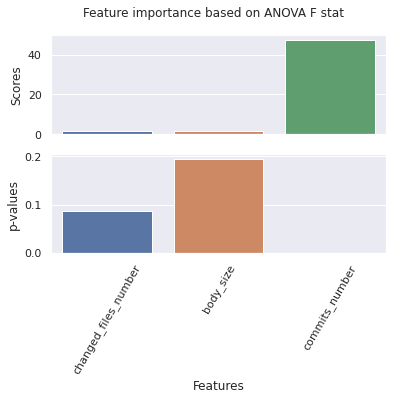 Feature importance based on ANOVA F stat
Scores
40
20
0
p-values
0.2
0.1
0.0
changed_files_number
body_size
commits_number
Features